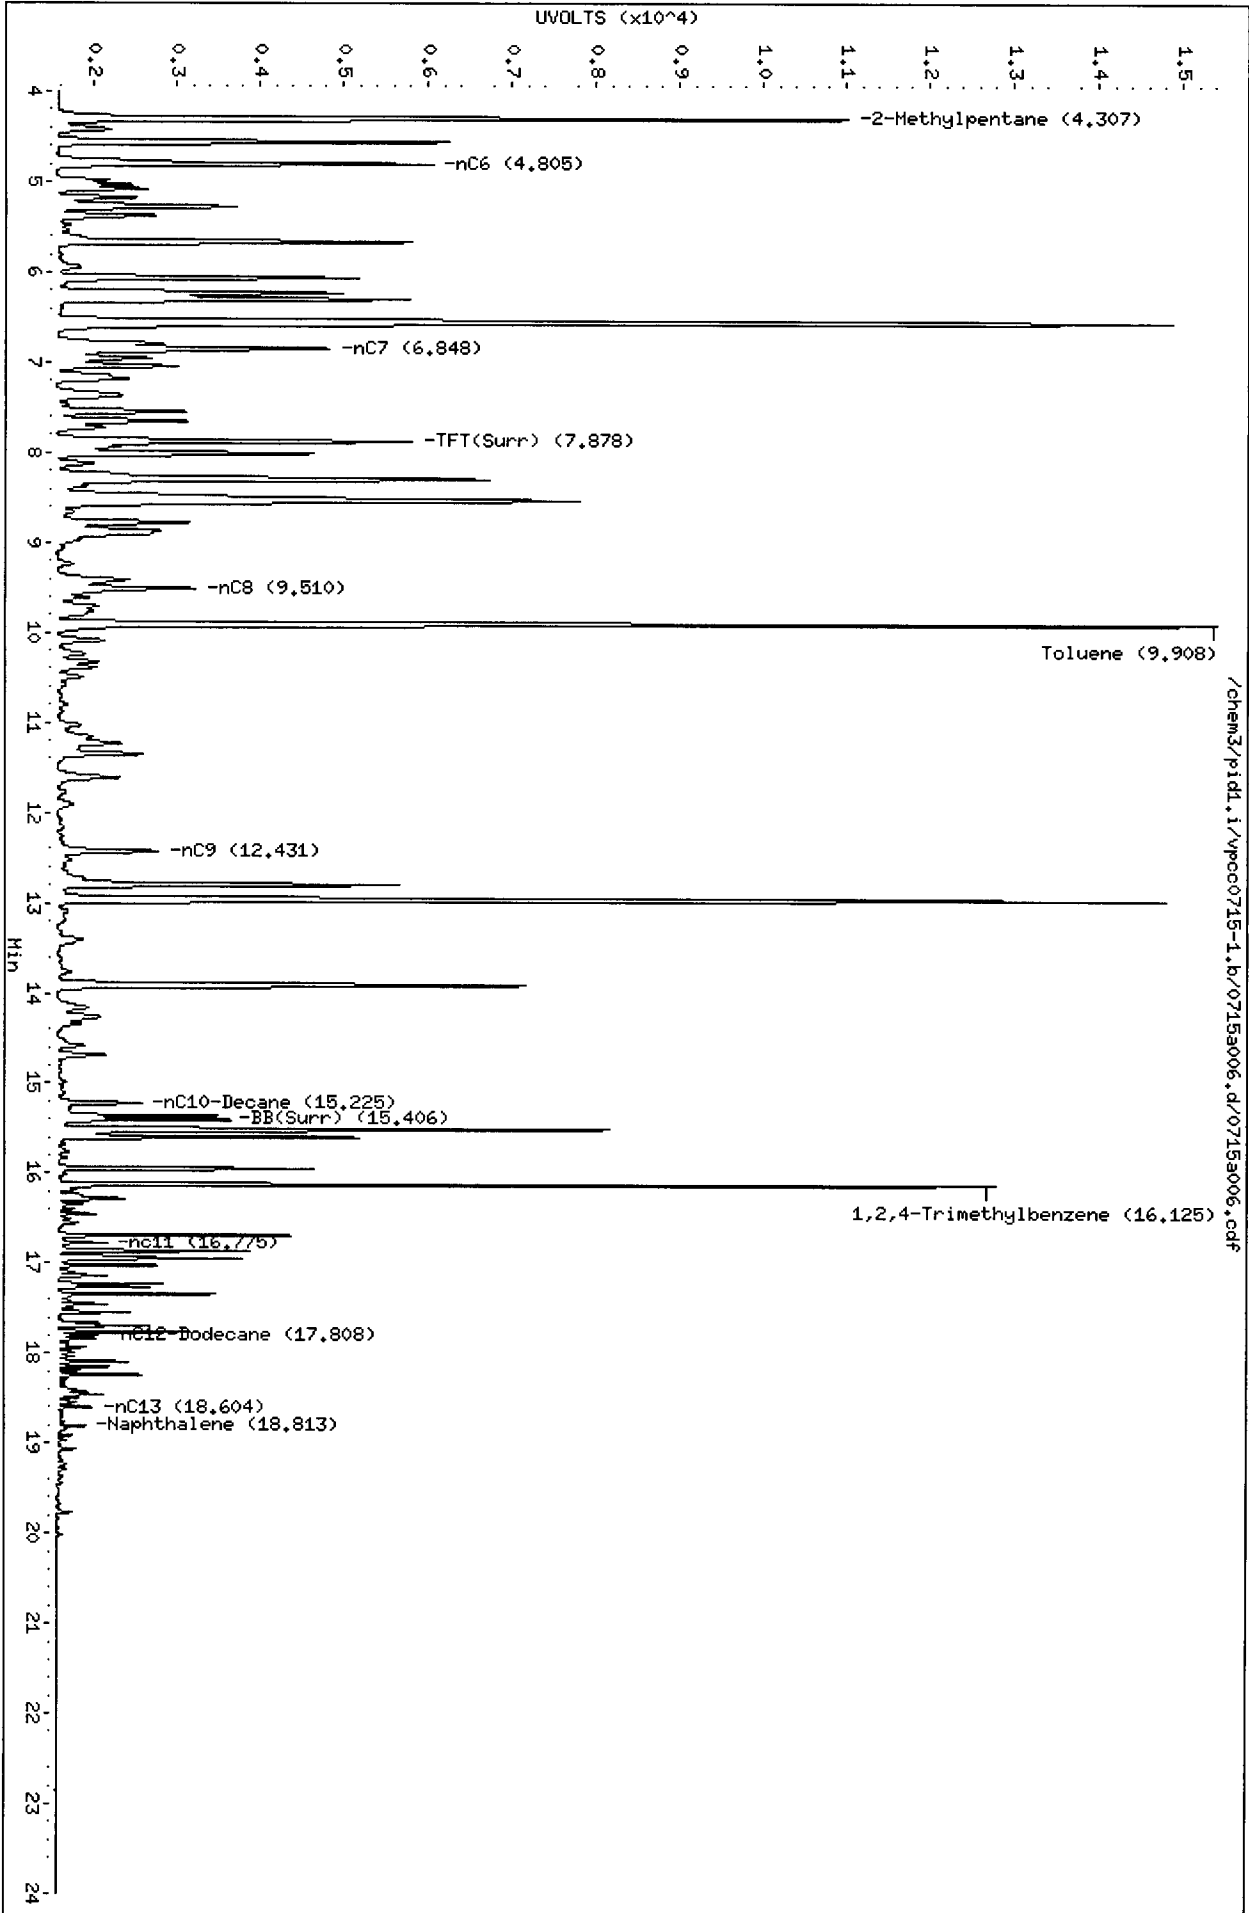 UVOLTS (x10^4)
0.2-
0.3-
0.4-
0.5-
0.6-
0.7-
0.8-
0.9-
1.0-
1.1-
1.2-
1.3-
1.4-
1.5-
/chem3/pid1.i/vpcc0715-1.b/0715a006.d/0715a006.cdf
4-
-2-Methylpentane (4.307)
-nC6 (4.805)
5-
6-
-nC7 (6.848)
7-
-TFT(Surr) (7.878)
8-
9-
-nC8 (9.510)
10-
Toluene (9.908)
11-
12-
-nC9 (12.431)
13-
Min
14-
15-
-nC10-Decane (15.225)
-BB(Surr) (15.406)
16-
1,2,4-Trimethylbenzene (16.125)
-nc11 (16.775)
17-
-nC12-Dodecane (17.808)
18-
-nC13 (18.604)
-Naphthalene (18.813)
19-
20-
21-
22-
23-
24-